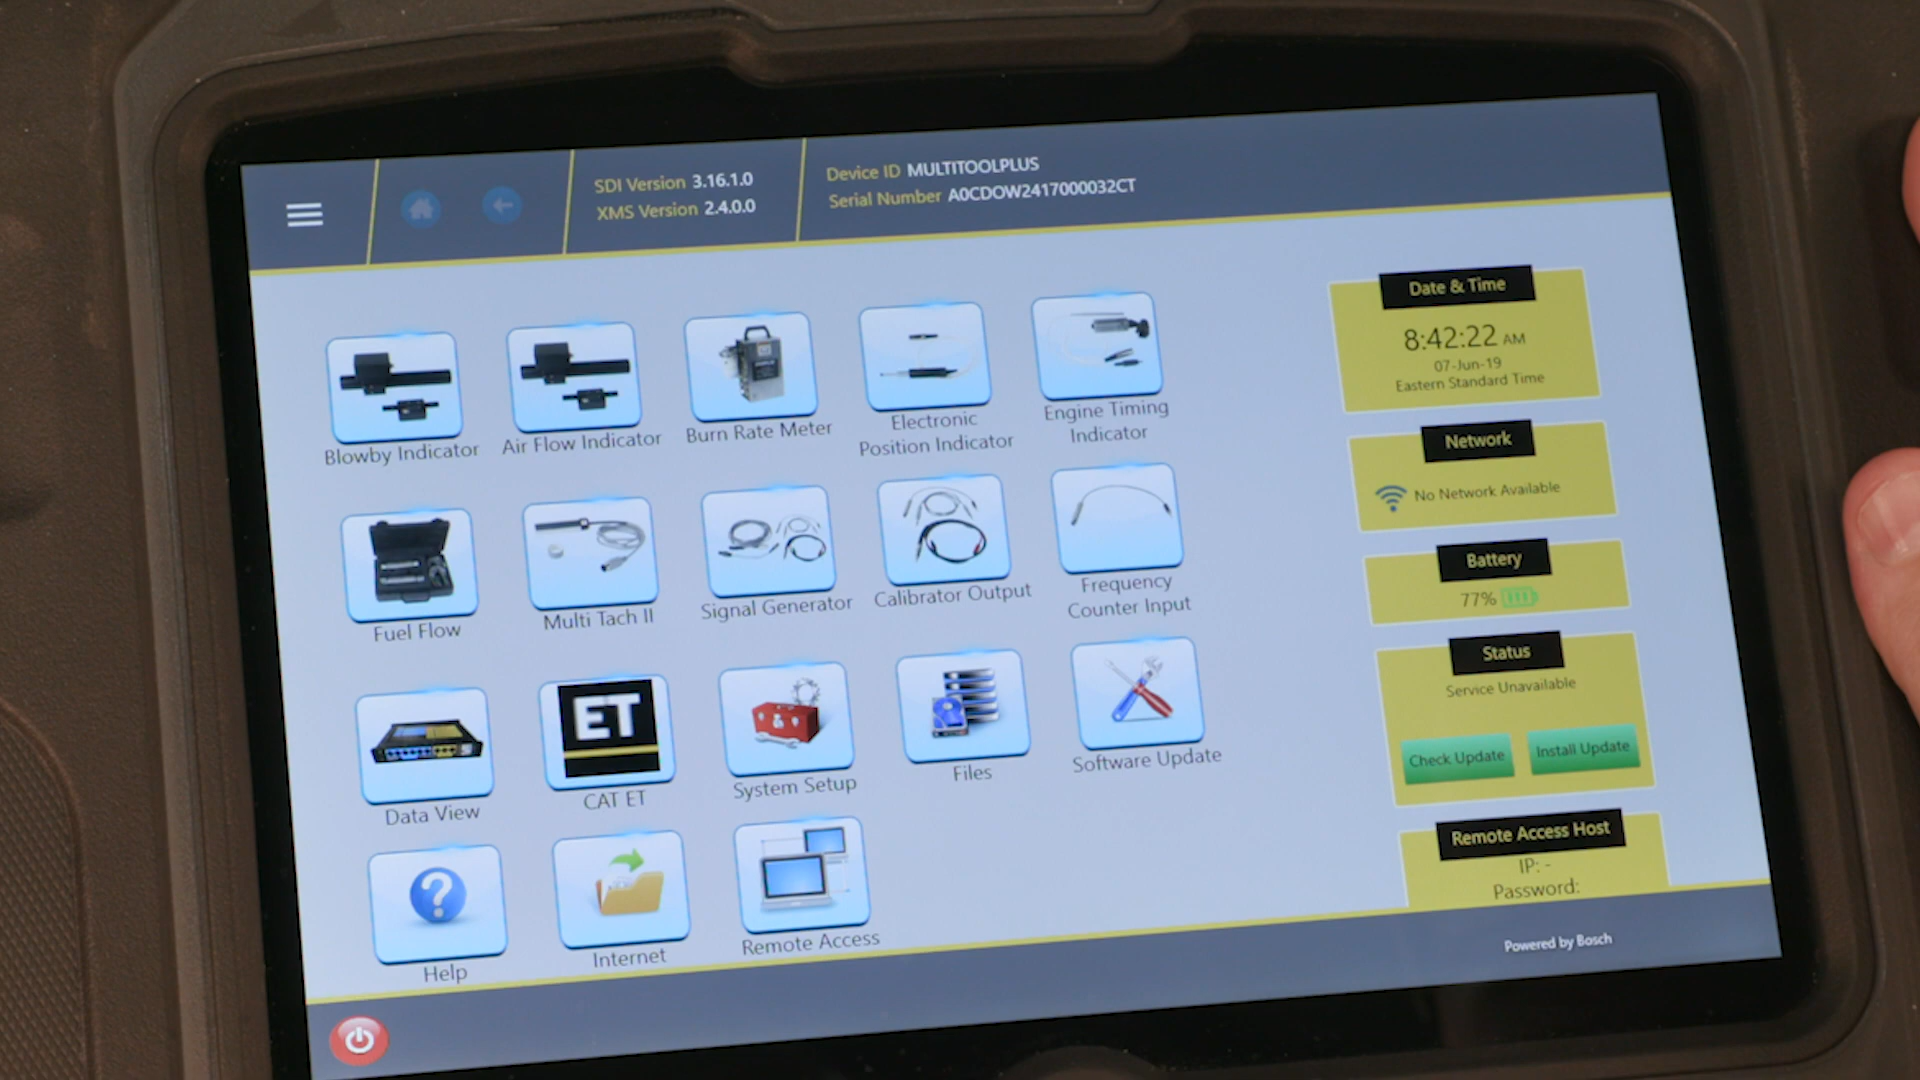 SDI Version 3.16.1.0
XMS Version 2.4.0.0
Device ID MULTITOOLPLUS
Serial Number A0CDOW2417000032CT
Blowby Indicator
Air Flow Indicator
Burn Rate Meter
Electronic
Position Indicator
Engine Timing
Indicator
Fuel Flow
Multi Tach II
Signal Generator
Calibrator Output
Frequency
Counter Input
Data View
ET
CAT ET
System Setup
Files
Software Update
?
Help
Internet
Remote Access
Date & Time
8:42:22 AM
07-Jun-19
Eastern Standard Time
Network
No Network Available
Battery
77%
Status
Service Unavailable
Check Update
Install Update
Remote Access Host
IP: -
Password:
Powered by Bosch